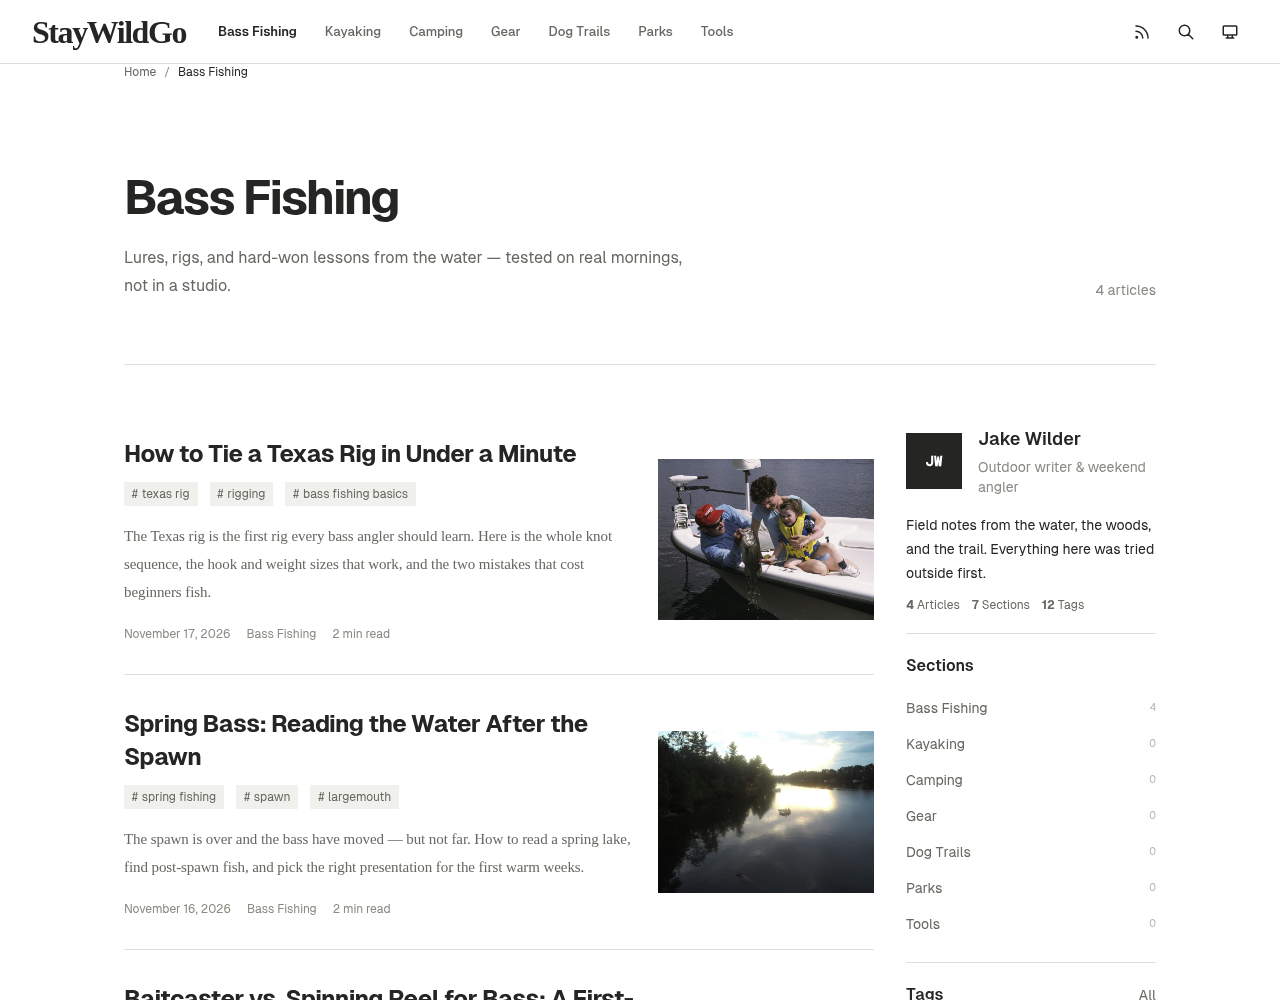 StayWildGo
Bass Fishing Kayaking Camping Gear Dog Trails Parks Tools
Home / Bass Fishing
Bass Fishing
Lures, rigs, and hard-won lessons from the water — tested on real mornings,
not in a studio.
4 articles
How to Tie a Texas Rig in Under a Minute
# texas rig # rigging # bass fishing basics
The Texas rig is the first rig every bass angler should learn. Here is the whole knot
sequence, the hook and weight sizes that work, and the two mistakes that cost
beginners fish.
November 17, 2026 Bass Fishing 2 min read
Spring Bass: Reading the Water After the
Spawn
# spring fishing # spawn # largemouth
The spawn is over and the bass have moved — but not far. How to read a spring lake,
find post-spawn fish, and pick the right presentation for the first warm weeks.
November 16, 2026 Bass Fishing 2 min read
Baitcaster vs. Spinning Reel for Bass: A First-
JW
Jake Wilder
Outdoor writer & weekend
angler
Field notes from the water, the woods,
and the trail. Everything here was tried
outside first.
4 Articles 7 Sections 12 Tags
Sections
Bass Fishing 4
Kayaking 0
Camping 0
Gear 0
Dog Trails 0
Parks 0
Tools 0
Tags All